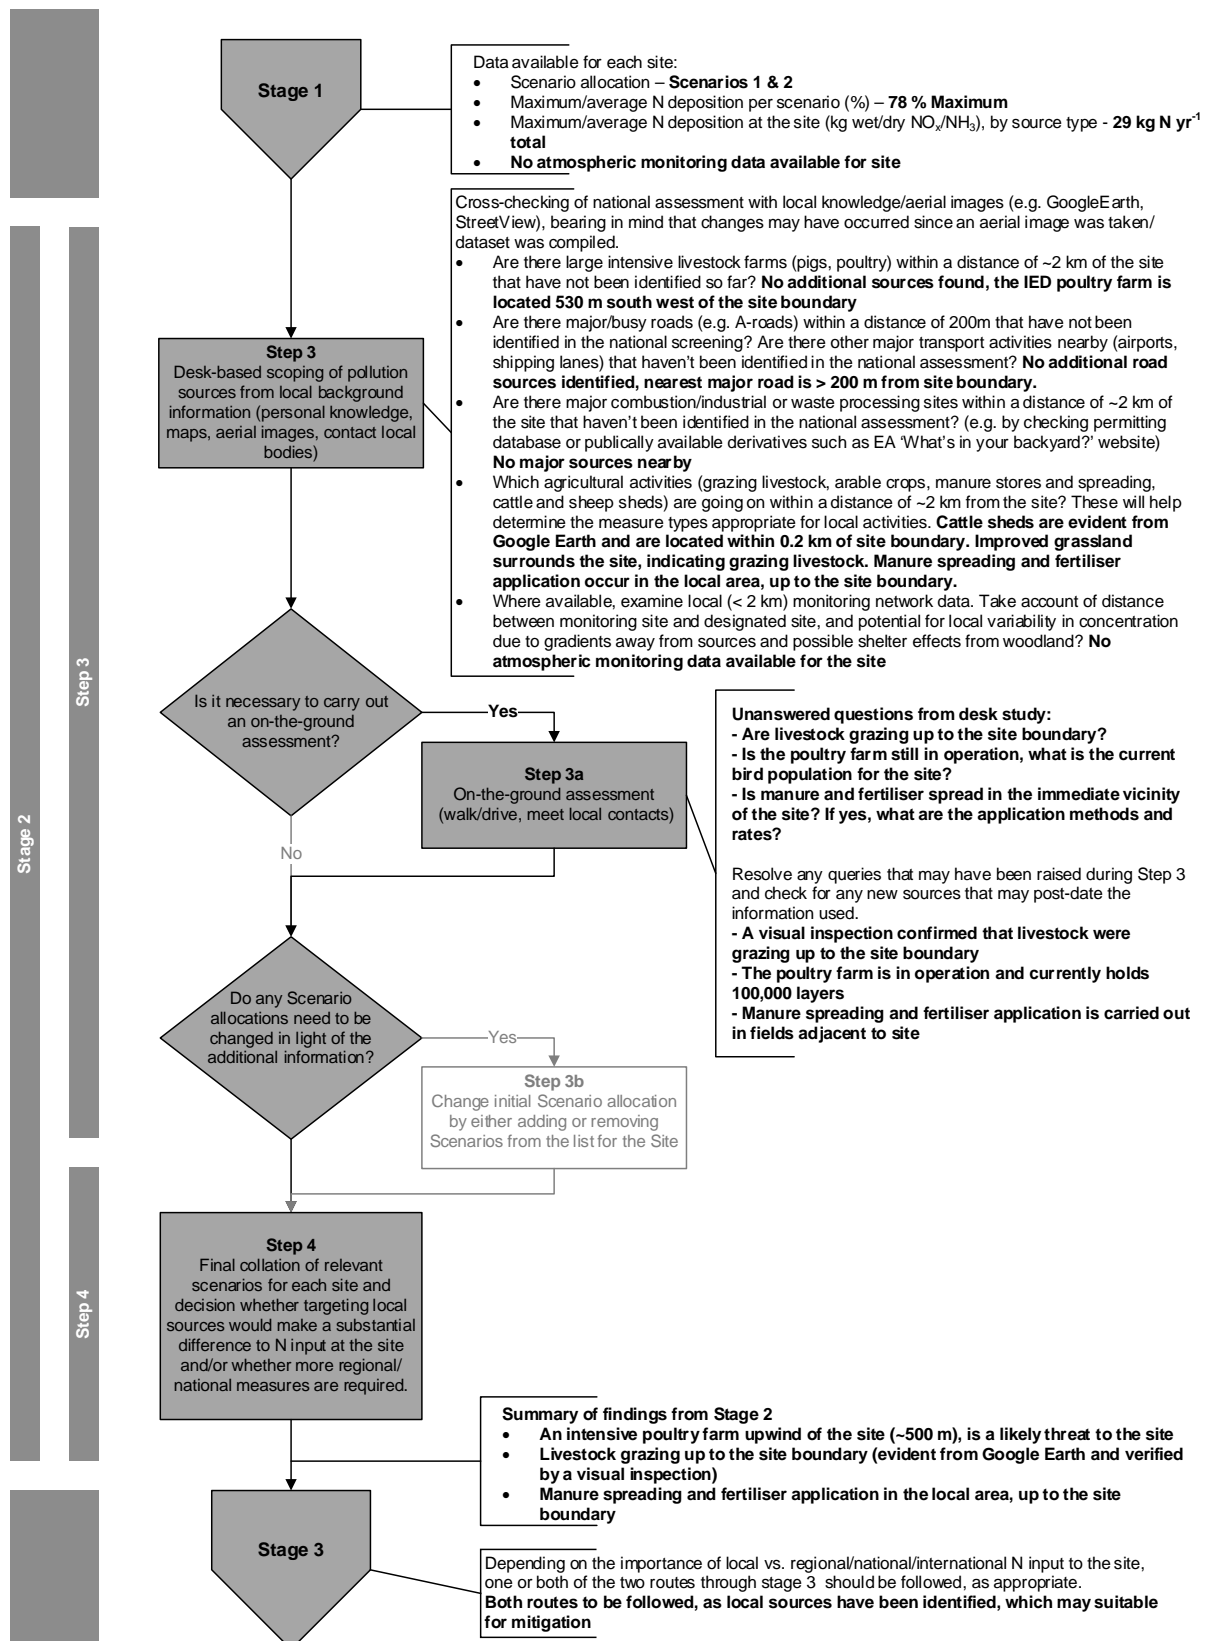 Stage 1
Data available for each site:
• Scenario allocation – Scenarios 1 & 2
• Maximum/average N deposition per scenario (%) – 78 % Maximum
• Maximum/average N deposition at the site (kg wet/dry NOx/NH3), by source type - 29 kg N yr-1
total
• No atmospheric monitoring data available for site
Cross-checking of national assessment with local knowledge/aerial images (e.g. GoogleEarth,
StreetView), bearing in mind that changes may have occurred since an aerial image was taken/
dataset was compiled.
• Are there large intensive livestock farms (pigs, poultry) within a distance of ~2 km of the site
that have not been identified so far? No additional sources found, the IED poultry farm is
located 530 m south west of the site boundary
• Are there major/busy roads (e.g. A-roads) within a distance of 200m that have not been
identified in the national screening? Are there other major transport activities nearby (airports,
shipping lanes) that haven't been identified in the national assessment? No additional road
sources identified, nearest major road is > 200 m from site boundary.
• Are there major combustion/industrial or waste processing sites within a distance of ~2 km of
the site that haven't been identified in the national assessment? (e.g. by checking permitting
database or publically available derivatives such as EA 'What's in your backyard?' website)
No major sources nearby
• Which agricultural activities (grazing livestock, arable crops, manure stores and spreading,
cattle and sheep sheds) are going on within a distance of ~2 km from the site? These will help
determine the measure types appropriate for local activities. Cattle sheds are evident from
Google Earth and are located within 0.2 km of site boundary. Improved grassland
surrounds the site, indicating grazing livestock. Manure spreading and fertiliser
application occur in the local area, up to the site boundary.
• Where available, examine local (< 2 km) monitoring network data. Take account of distance
between monitoring site and designated site, and potential for local variability in concentration
due to gradients away from sources and possible shelter effects from woodland? No
atmospheric monitoring data available for the site
Step 3
Desk-based scoping of pollution
sources from local background
information (personal knowledge,
maps, aerial images, contact local
bodies)
Stage 2
Step 3
Is it necessary to carry out
an on-the-ground
assessment?
Yes
No
Step 3a
On-the-ground assessment
(walk/drive, meet local contacts)
Unanswered questions from desk study:
- Are livestock grazing up to the site boundary?
- Is the poultry farm still in operation, what is the current
bird population for the site?
- Is manure and fertiliser spread in the immediate vicinity
of the site? If yes, what are the application methods and
rates?
Resolve any queries that may have been raised during Step 3
and check for any new sources that may post-date the
information used.
- A visual inspection confirmed that livestock were
grazing up to the site boundary
- The poultry farm is in operation and currently holds
100,000 layers
- Manure spreading and fertiliser application is carried out
in fields adjacent to site
Do any Scenario
allocations need to be
changed in light of the
additional information?
Yes
Step 3b
Change initial Scenario allocation
by either adding or removing
Scenarios from the list for the Site
Step 4
Step 4
Final collation of relevant
scenarios for each site and
decision whether targeting local
sources would make a substantial
difference to N input at the site
and/or whether more regional/
national measures are required.
Summary of findings from Stage 2
• An intensive poultry farm upwind of the site (~500 m), is a likely threat to the site
• Livestock grazing up to the site boundary (evident from Google Earth and verified
by a visual inspection)
• Manure spreading and fertiliser application in the local area, up to the site
boundary
Stage 3
Depending on the importance of local vs. regional/national/international N input to the site,
one or both of the two routes through stage 3 should be followed, as appropriate.
Both routes to be followed, as local sources have been identified, which may suitable
for mitigation